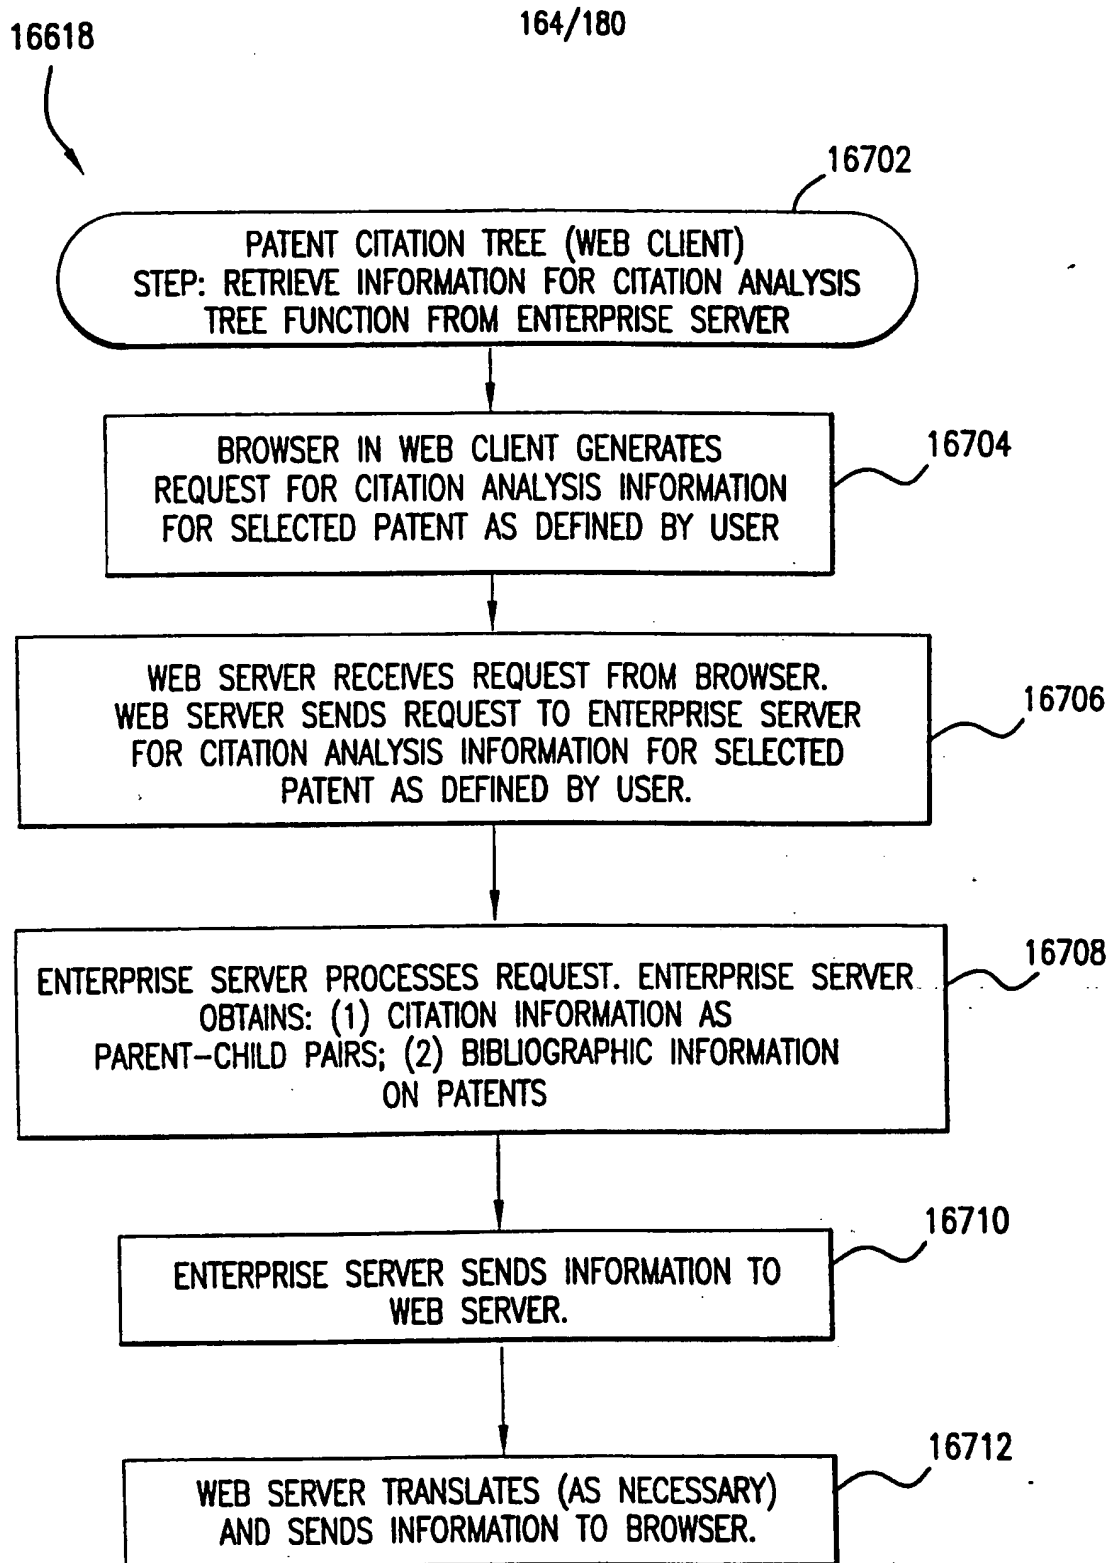 16618
164/180
16702
PATENT CITATION TREE (WEB CLIENT)
STEP: RETRIEVE INFORMATION FOR CITATION ANALYSIS
TREE FUNCTION FROM ENTERPRISE SERVER
16704
BROWSER IN WEB CLIENT GENERATES
REQUEST FOR CITATION ANALYSIS INFORMATION
FOR SELECTED PATENT AS DEFINED BY USER
16706
WEB SERVER RECEIVES REQUEST FROM BROWSER.
WEB SERVER SENDS REQUEST TO ENTERPRISE SERVER
FOR CITATION ANALYSIS INFORMATION FOR SELECTED
PATENT AS DEFINED BY USER.
16708
ENTERPRISE SERVER PROCESSES REQUEST. ENTERPRISE SERVER
OBTAINS: (1) CITATION INFORMATION AS
PARENT-CHILD PAIRS; (2) BIBLIOGRAPHIC INFORMATION
ON PATENTS
16710
ENTERPRISE SERVER SENDS INFORMATION TO
WEB SERVER.
16712
WEB SERVER TRANSLATES (AS NECESSARY)
AND SENDS INFORMATION TO BROWSER.